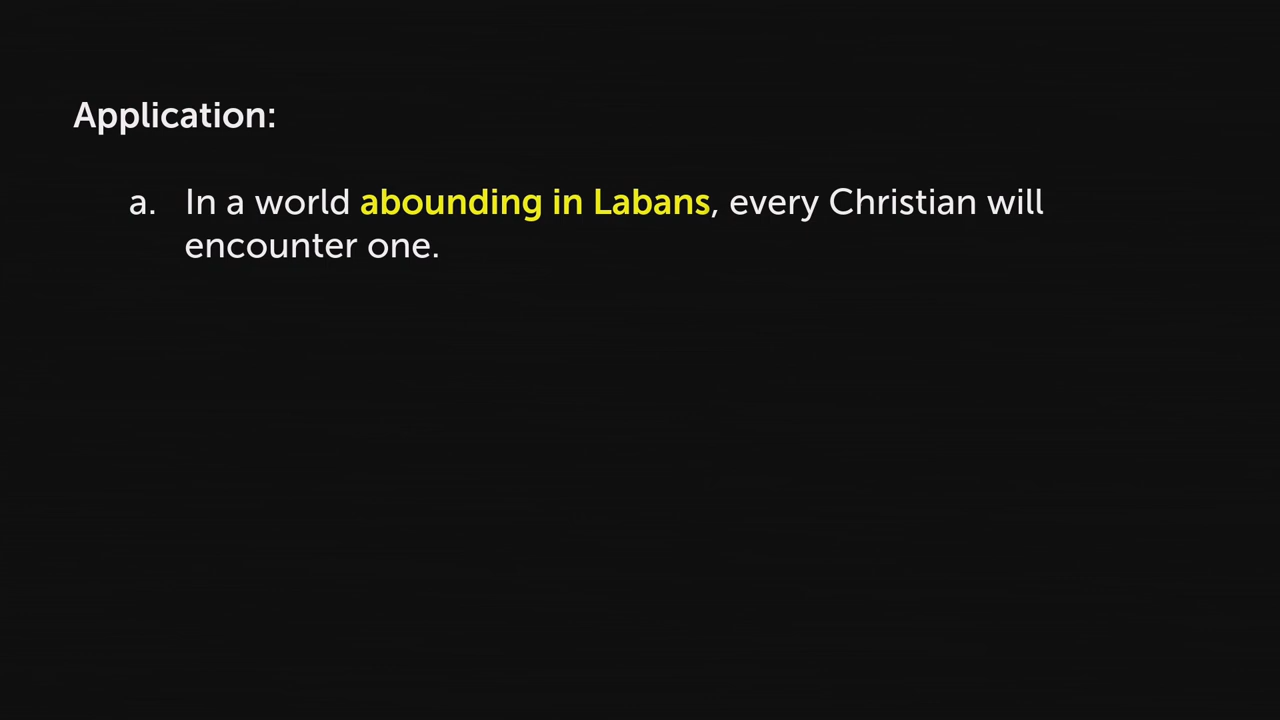 Application:
a. In a world abounding in Labans, every Christian will
encounter one.